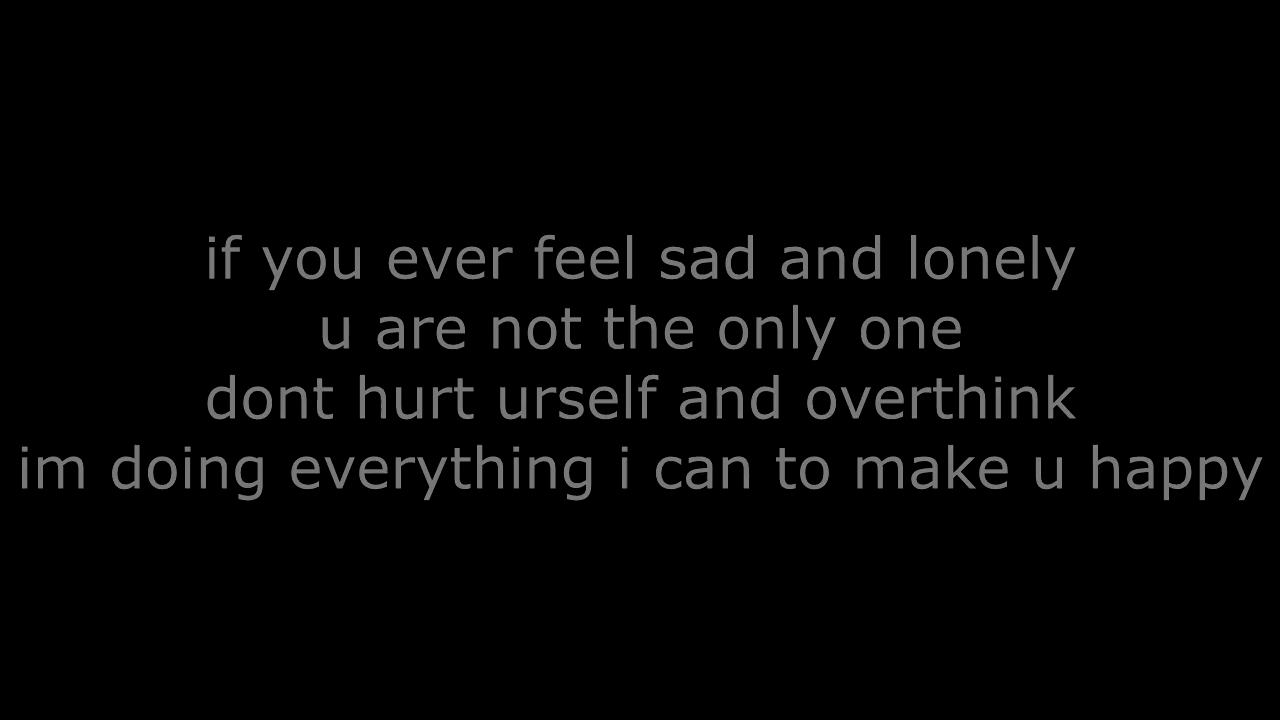 if you ever feel sad and lonely
u are not the only one
dont hurt urself and overthink
im doing everything i can to make u happy